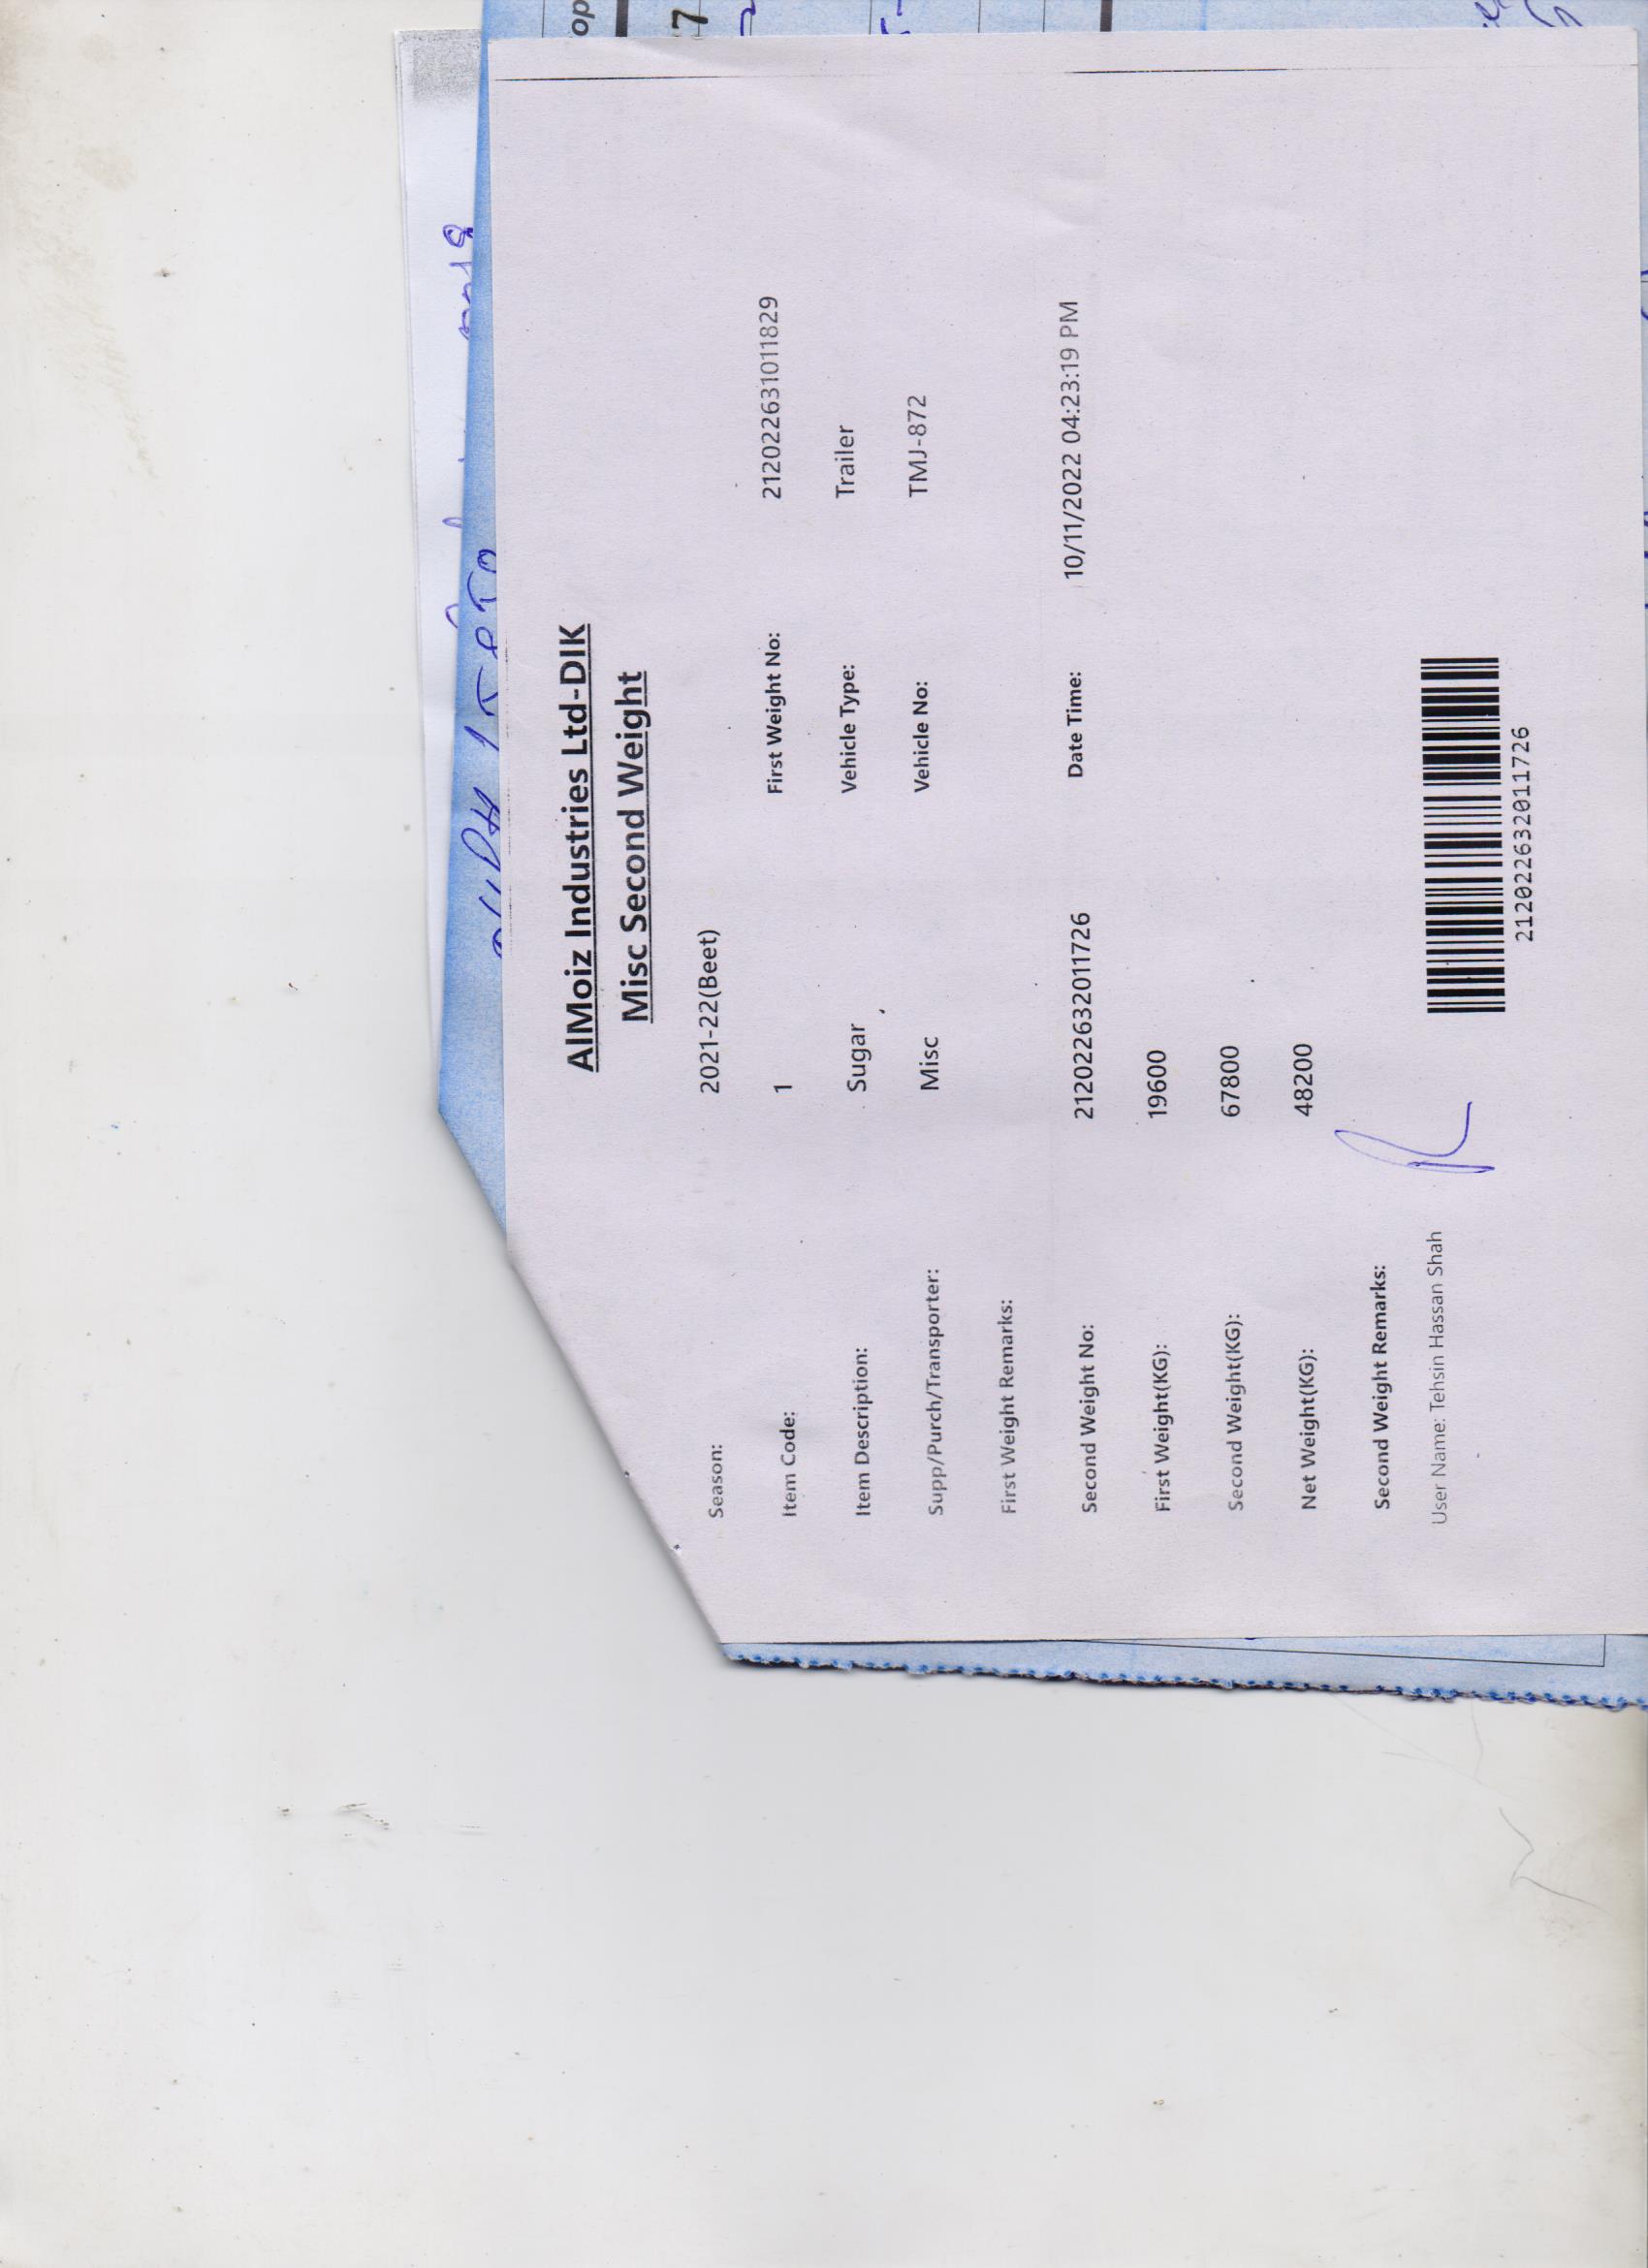 AlMoiz Industries Ltd-DIK
Misc Second Weight
Season: 2021-22(Beet)
Item Code: 1 First Weight No: 212022631011829
Item Description: Sugar Vehicle Type: Trailer
Supp/Purch/Transporter: Misc Vehicle No: TMJ-872
First Weight Remarks:
Second Weight No: 212022632011726 Date Time: 10/11/2022 04:23:19 PM
First Weight(KG): 19600
Second Weight(KG): 67800
Net Weight(KG): 48200
Second Weight Remarks:
User Name: Tehsin Hassan Shah
212022632011726